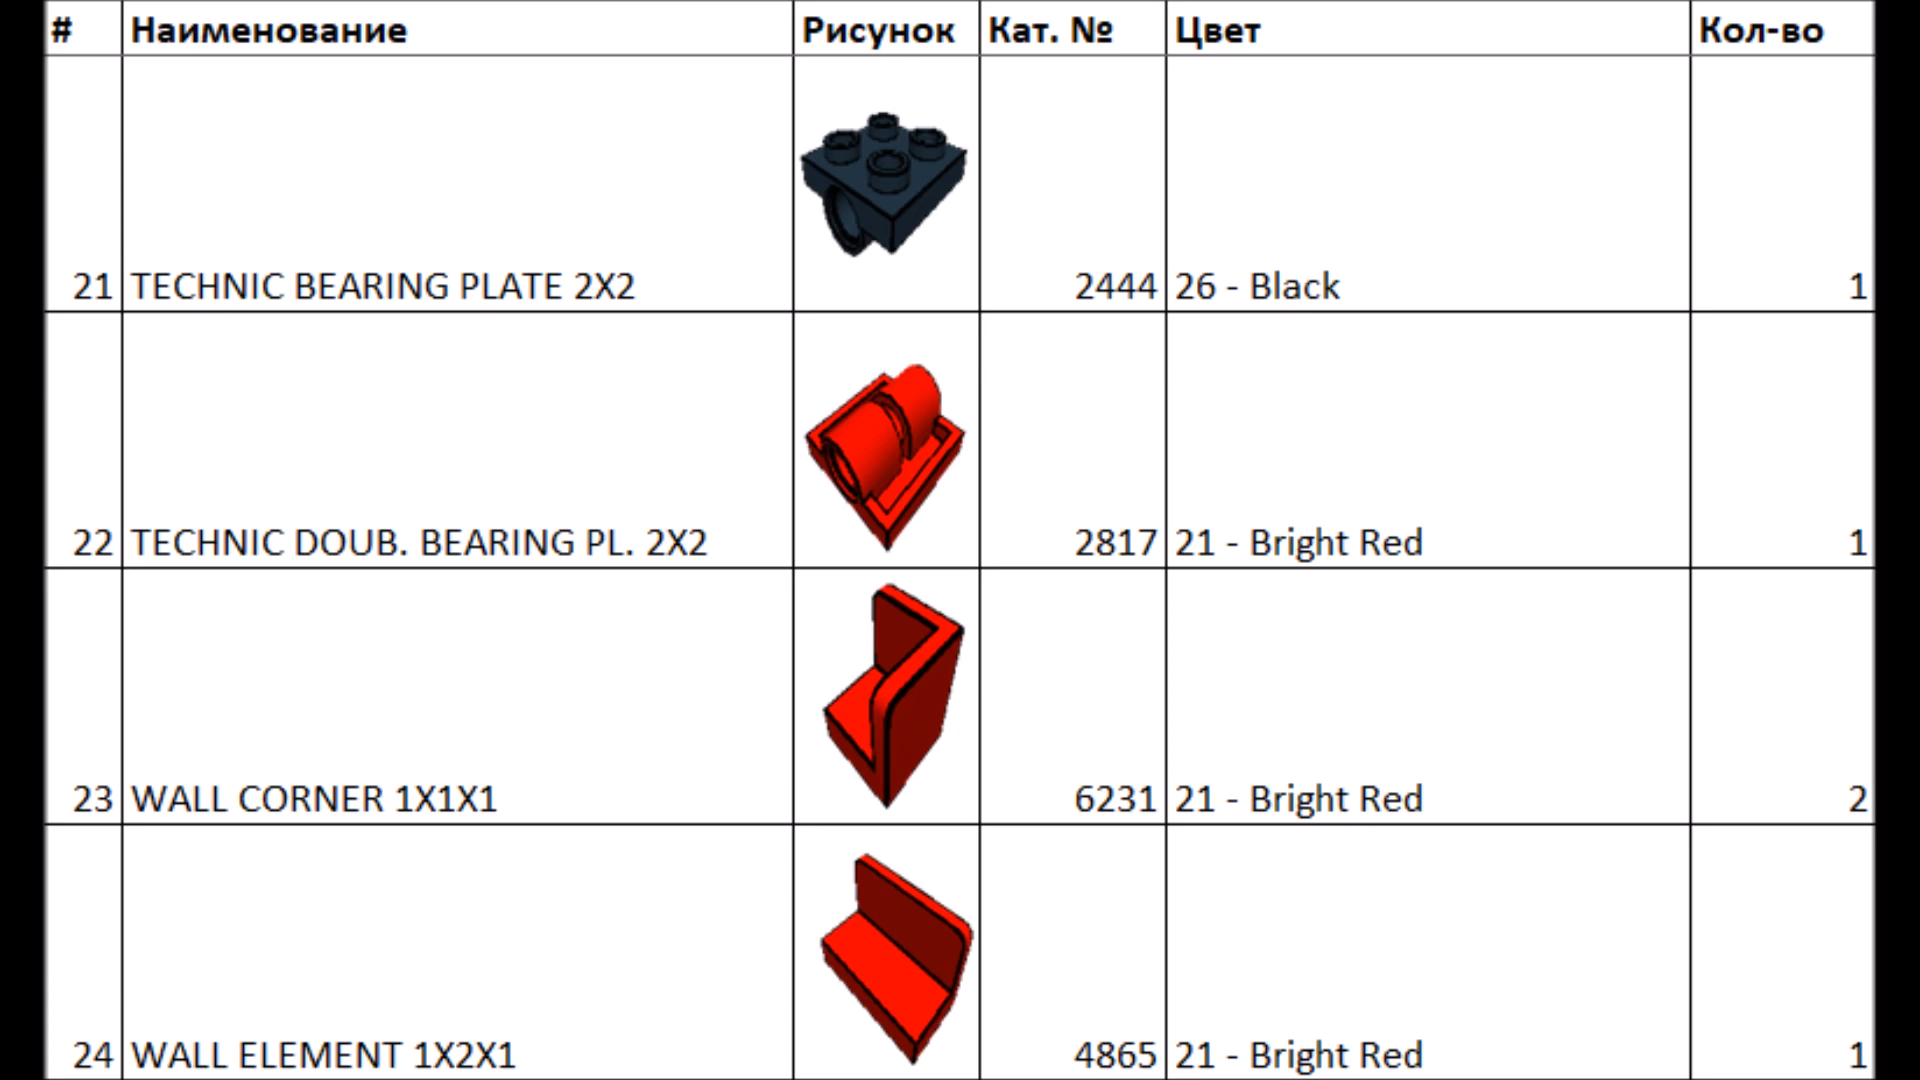 # Наименование Рисунок Кат. № Цвет Кол-во
21 TECHNIC BEARING PLATE 2X2 2444 26 - Black 1
22 TECHNIC DOUB. BEARING PL. 2X2 2817 21 - Bright Red 1
23 WALL CORNER 1X1X1 6231 21 - Bright Red 2
24 WALL ELEMENT 1X2X1 4865 21 - Bright Red 1